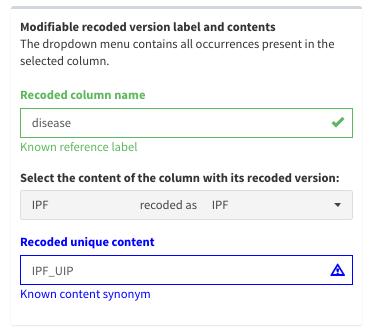 Modifiable recoded version label and contents
The dropdown menu contains all occurrences present in the
selected column.
Recoded column name
disease
Known reference label
Select the content of the column with its recoded version:
IPF recoded as IPF
Recoded unique content
IPF_UIP
Known content synonym